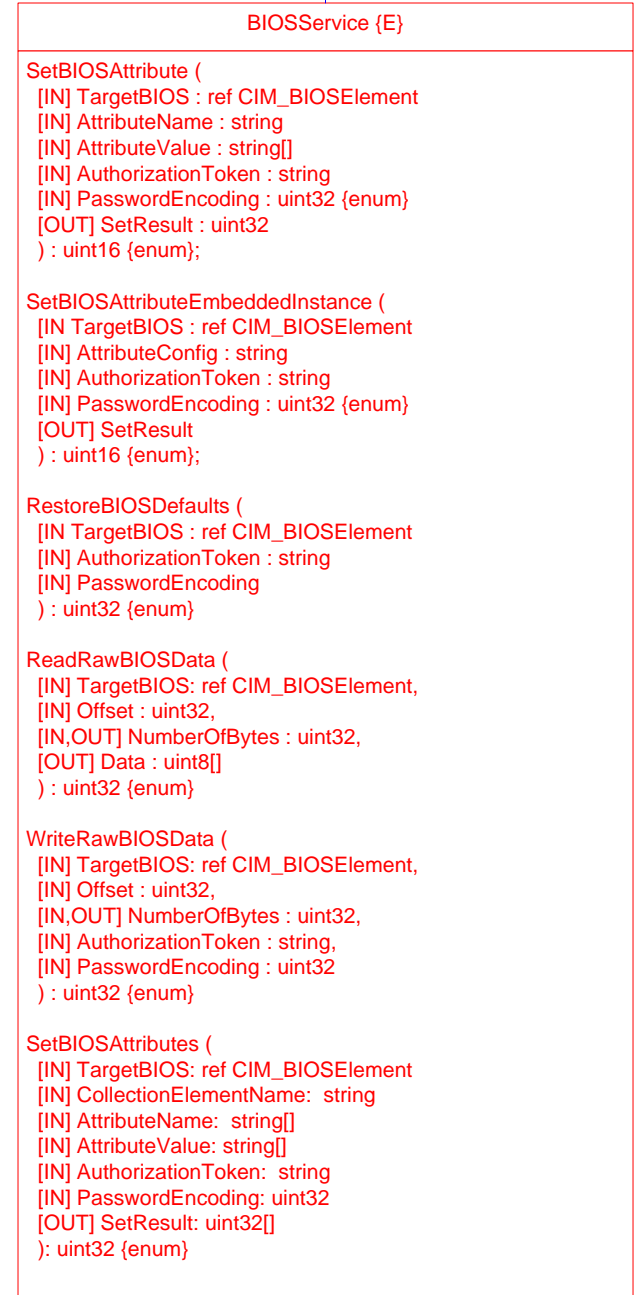 BIOSService {E}
SetBIOSAttribute (
[IN] TargetBIOS : ref CIM_BIOSElement
[IN] AttributeName : string
[IN] AttributeValue : string[]
[IN] AuthorizationToken : string
[IN] PasswordEncoding : uint32 {enum}
[OUT] SetResult : uint32
) : uint16 {enum};
SetBIOSAttributeEmbeddedInstance (
[IN TargetBIOS : ref CIM_BIOSElement
[IN] AttributeConfig : string
[IN] AuthorizationToken : string
[IN] PasswordEncoding : uint32 {enum}
[OUT] SetResult
) : uint16 {enum};
RestoreBIOSDefaults (
[IN TargetBIOS : ref CIM_BIOSElement
[IN] AuthorizationToken : string
[IN] PasswordEncoding
) : uint32 {enum}
ReadRawBIOSData (
[IN] TargetBIOS: ref CIM_BIOSElement,
[IN] Offset : uint32,
[IN,OUT] NumberOfBytes : uint32,
[OUT] Data : uint8[]
) : uint32 {enum}
WriteRawBIOSData (
[IN] TargetBIOS: ref CIM_BIOSElement,
[IN] Offset : uint32,
[IN,OUT] NumberOfBytes : uint32,
[IN] AuthorizationToken : string,
[IN] PasswordEncoding : uint32
) : uint32 {enum}
SetBIOSAttributes (
[IN] TargetBIOS: ref CIM_BIOSElement
[IN] CollectionElementName:  string
[IN] AttributeName:  string[]
[IN] AttributeValue: string[]
[IN] AuthorizationToken:  string
[IN] PasswordEncoding: uint32
[OUT] SetResult: uint32[]
): uint32 {enum}